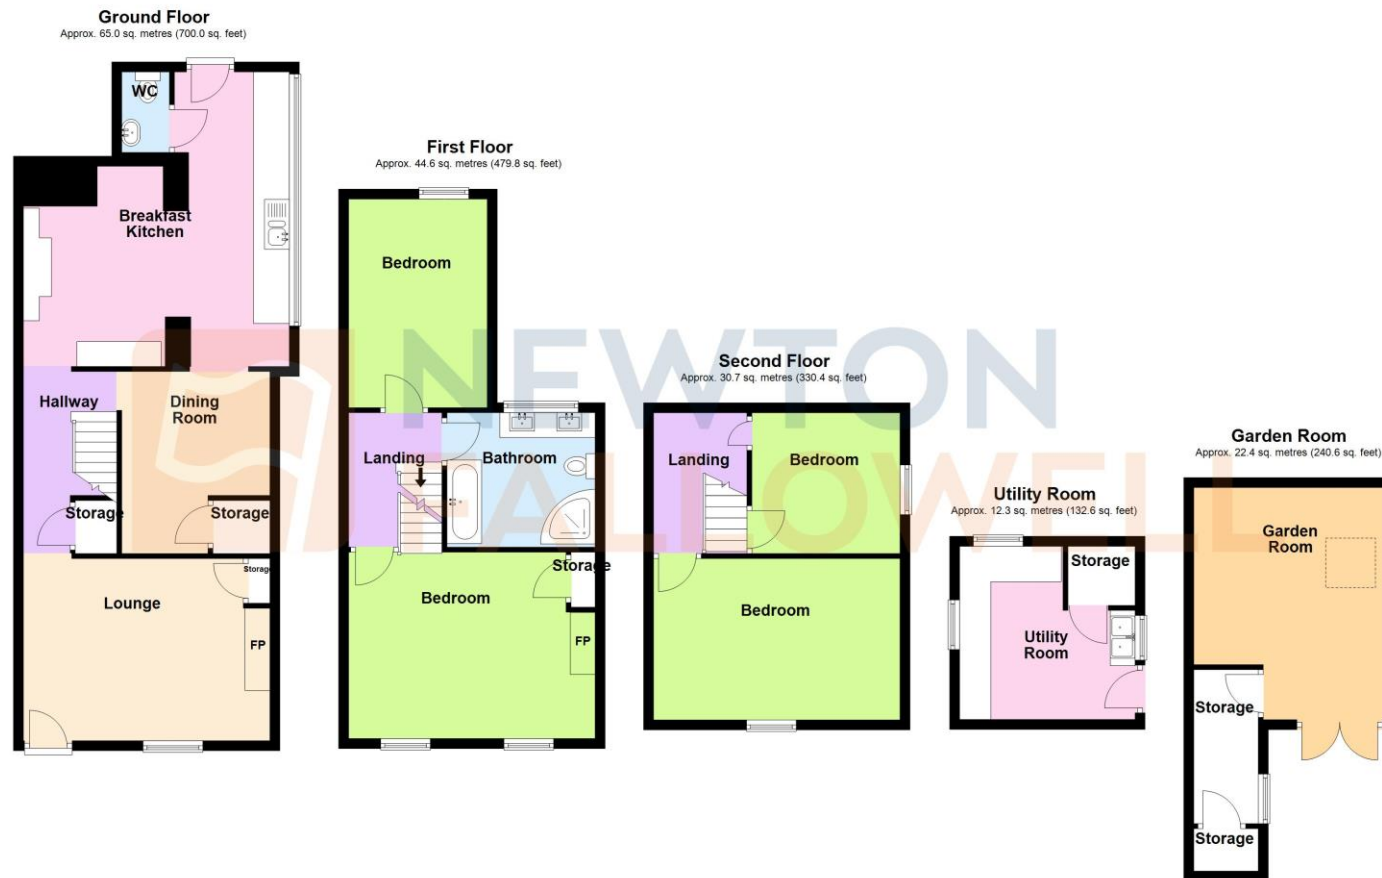 Ground Floor
Approx. 65.0 sq. metres (700.0 sq. feet)
WC
Breakfast
Kitchen
Hallway
Dining
Room
Storage
Storage
Storage
Lounge
FP
First Floor
Approx. 44.6 sq. metres (479.8 sq. feet)
Bedroom
Landing
Bathroom
Storage
Bedroom
FP
Second Floor
Approx. 30.7 sq. metres (330.4 sq. feet)
Landing
Bedroom
Bedroom
Utility Room
Approx. 12.3 sq. metres (132.6 sq. feet)
Storage
Utility
Room
Garden Room
Approx. 22.4 sq. metres (240.6 sq. feet)
Garden
Room
Storage
Storage
NEWTON
FALLOWELL